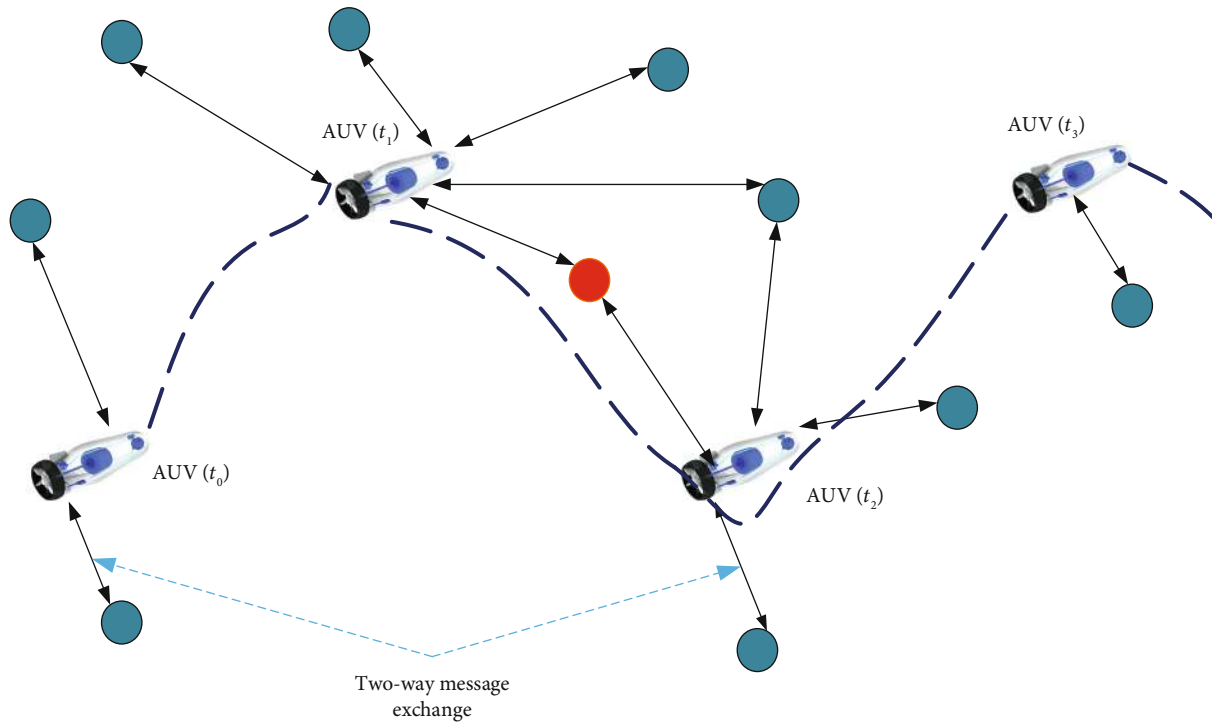 AUV (t₁)
AUV (t₃)
AUV (t₀)
AUV (t₂)
Two-way message
exchange